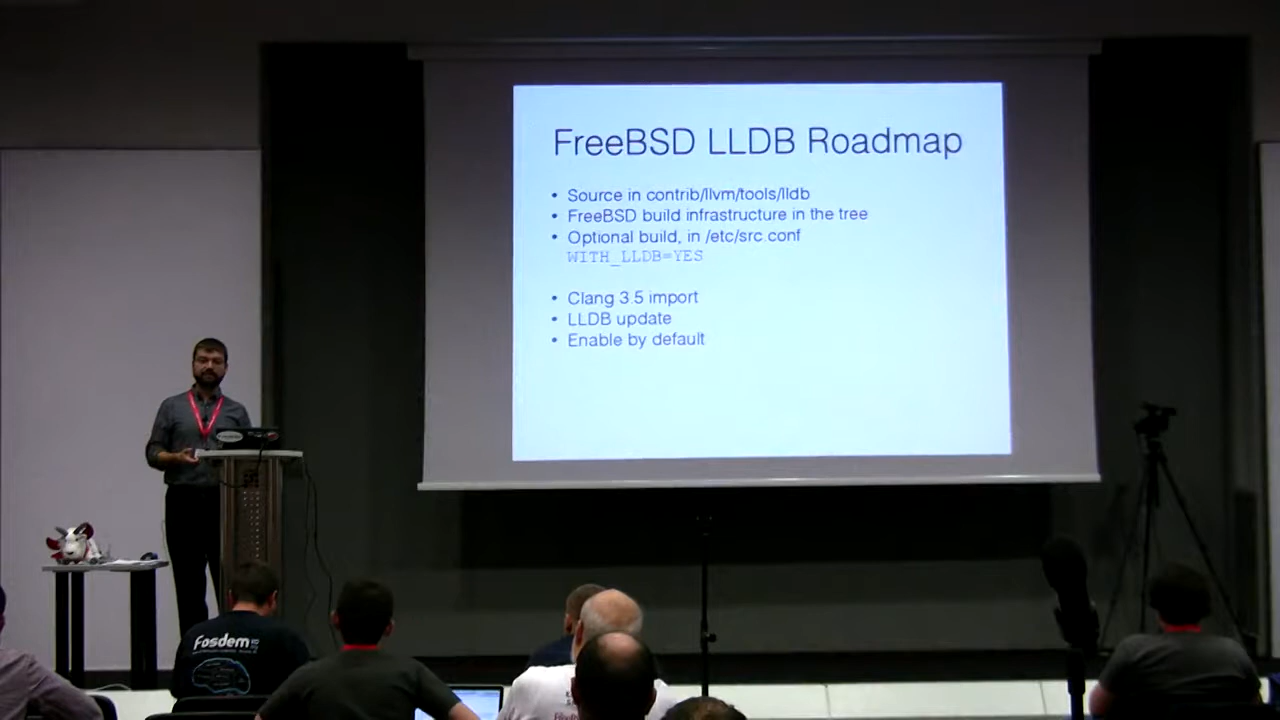 FreeBSD LLDB Roadmap
• Source in contrib/llvm/tools/lldb
• FreeBSD build infrastructure in the tree
• Optional build, in /etc/src.conf
WITH_LLDB=YES
• Clang 3.5 import
• LLDB update
• Enable by default
Fosdem